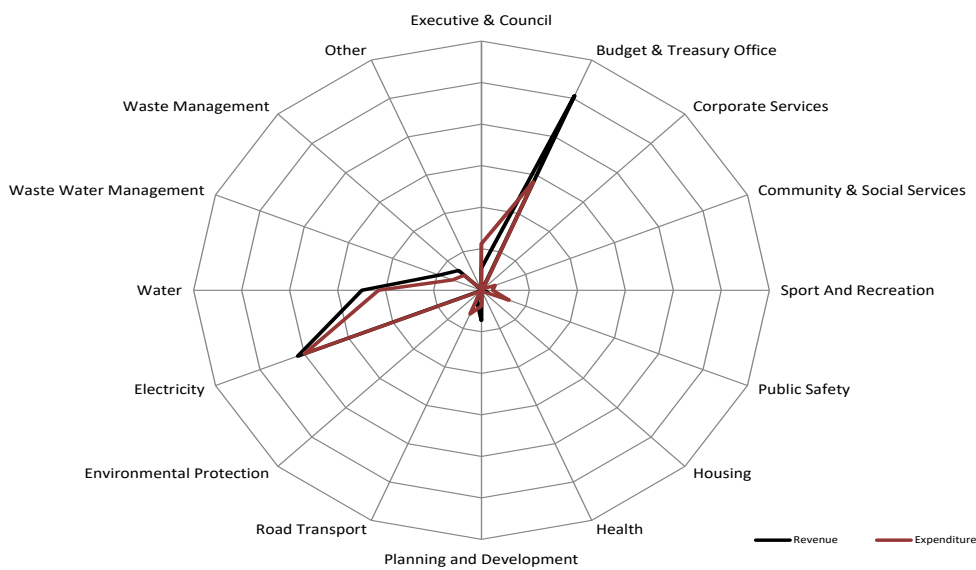 Executive & Council
Other
Budget & Treasury Office
Waste Management
Corporate Services
Waste Water Management
Community & Social Services
Water
Sport And Recreation
Electricity
Public Safety
Environmental Protection
Housing
Road Transport
Health
Planning and Development
Revenue
Expenditure